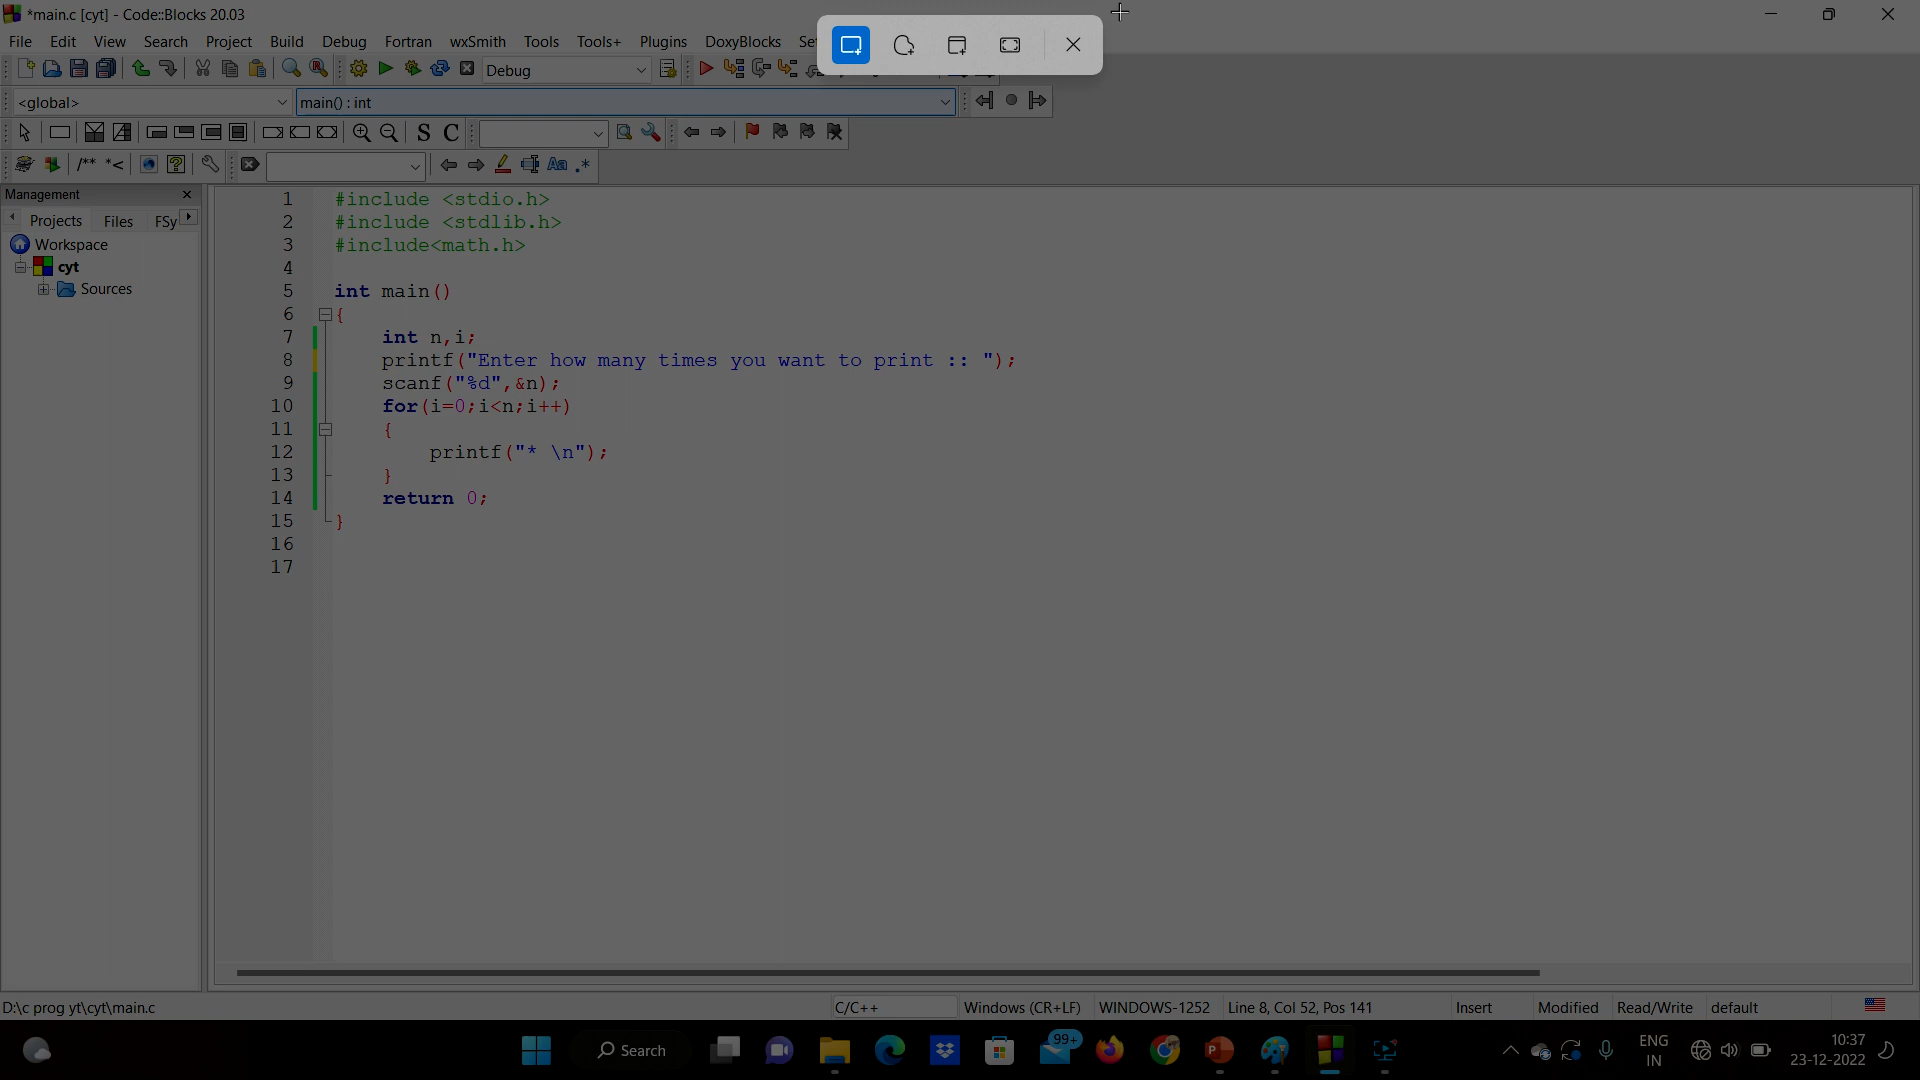 *main.c [cyt] - Code::Blocks 20.03
File Edit View Search Project Build Debug Fortran wxSmith Tools Tools+ Plugins DoxyBlocks
Debug
<global> main() : int
S C
/** *< ? Aa .*
Management
Projects Files FSy
Workspace
cyt
Sources
1 #include <stdio.h>
2 #include <stdlib.h>
3 #include<math.h>
4
5 int main()
6 {
7 int n,i;
8 printf("Enter how many times you want to print :: ");
9 scanf("%d",&n);
10 for(i=0;i<n;i++)
11 {
12 printf("* \n");
13 }
14 return 0;
15 }
16
17
D:\c prog yt\cyt\main.c C/C++ Windows (CR+LF) WINDOWS-1252 Line 8, Col 52, Pos 141 Insert Modified Read/Write default
Search 99+ ENG 10:37
IN 23-12-2022